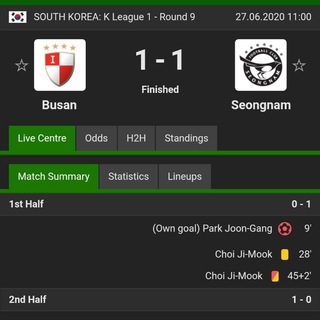 SOUTH KOREA: K League 1 - Round 9 27.06.2020 11:00
1 - 1
Finished
Busan Seongnam
Live Centre Odds H2H Standings
Match Summary Statistics Lineups
1st Half 0 - 1
(Own goal) Park Joon-Gang 9'
Choi Ji-Mook 28'
Choi Ji-Mook 45+2'
2nd Half 1 - 0